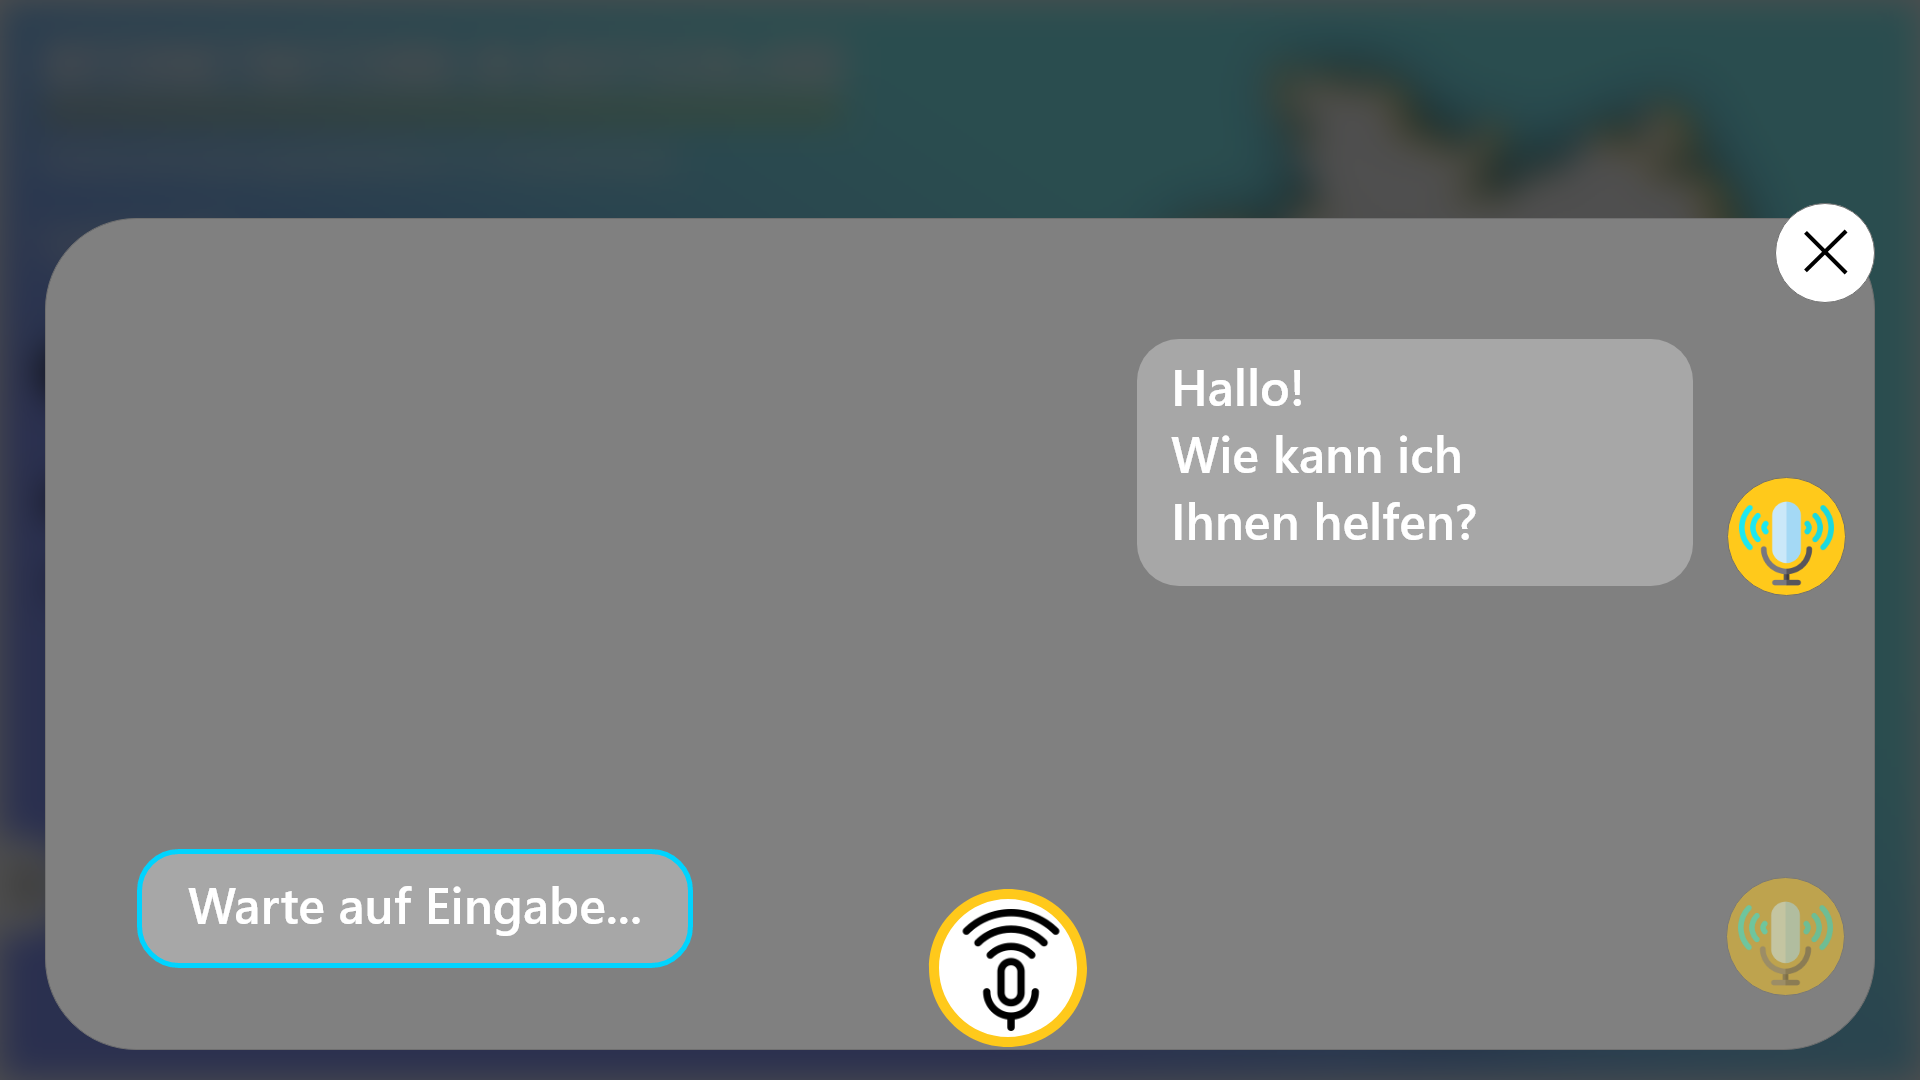 Hallo!
Wie kann ich
Ihnen helfen?
Warte auf Eingabe...